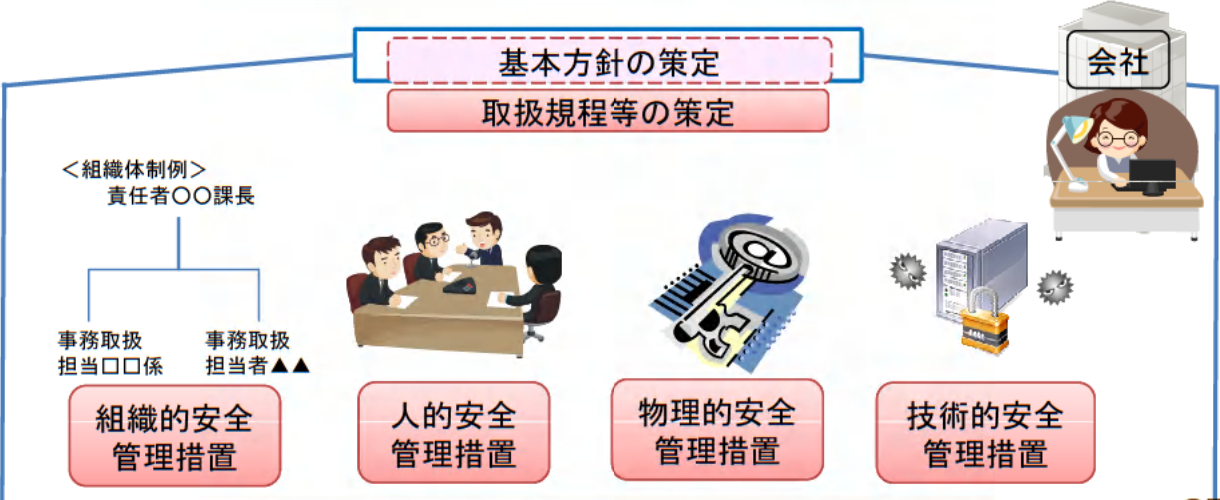 基本方針の策定
会社
取扱規程等の策定
＜組織体制例＞
責任者〇〇課長
事務取扱
担当□□係
事務取扱
担当者▲▲
組織的安全
管理措置
人的安全
管理措置
物理的安全
管理措置
技術的安全
管理措置